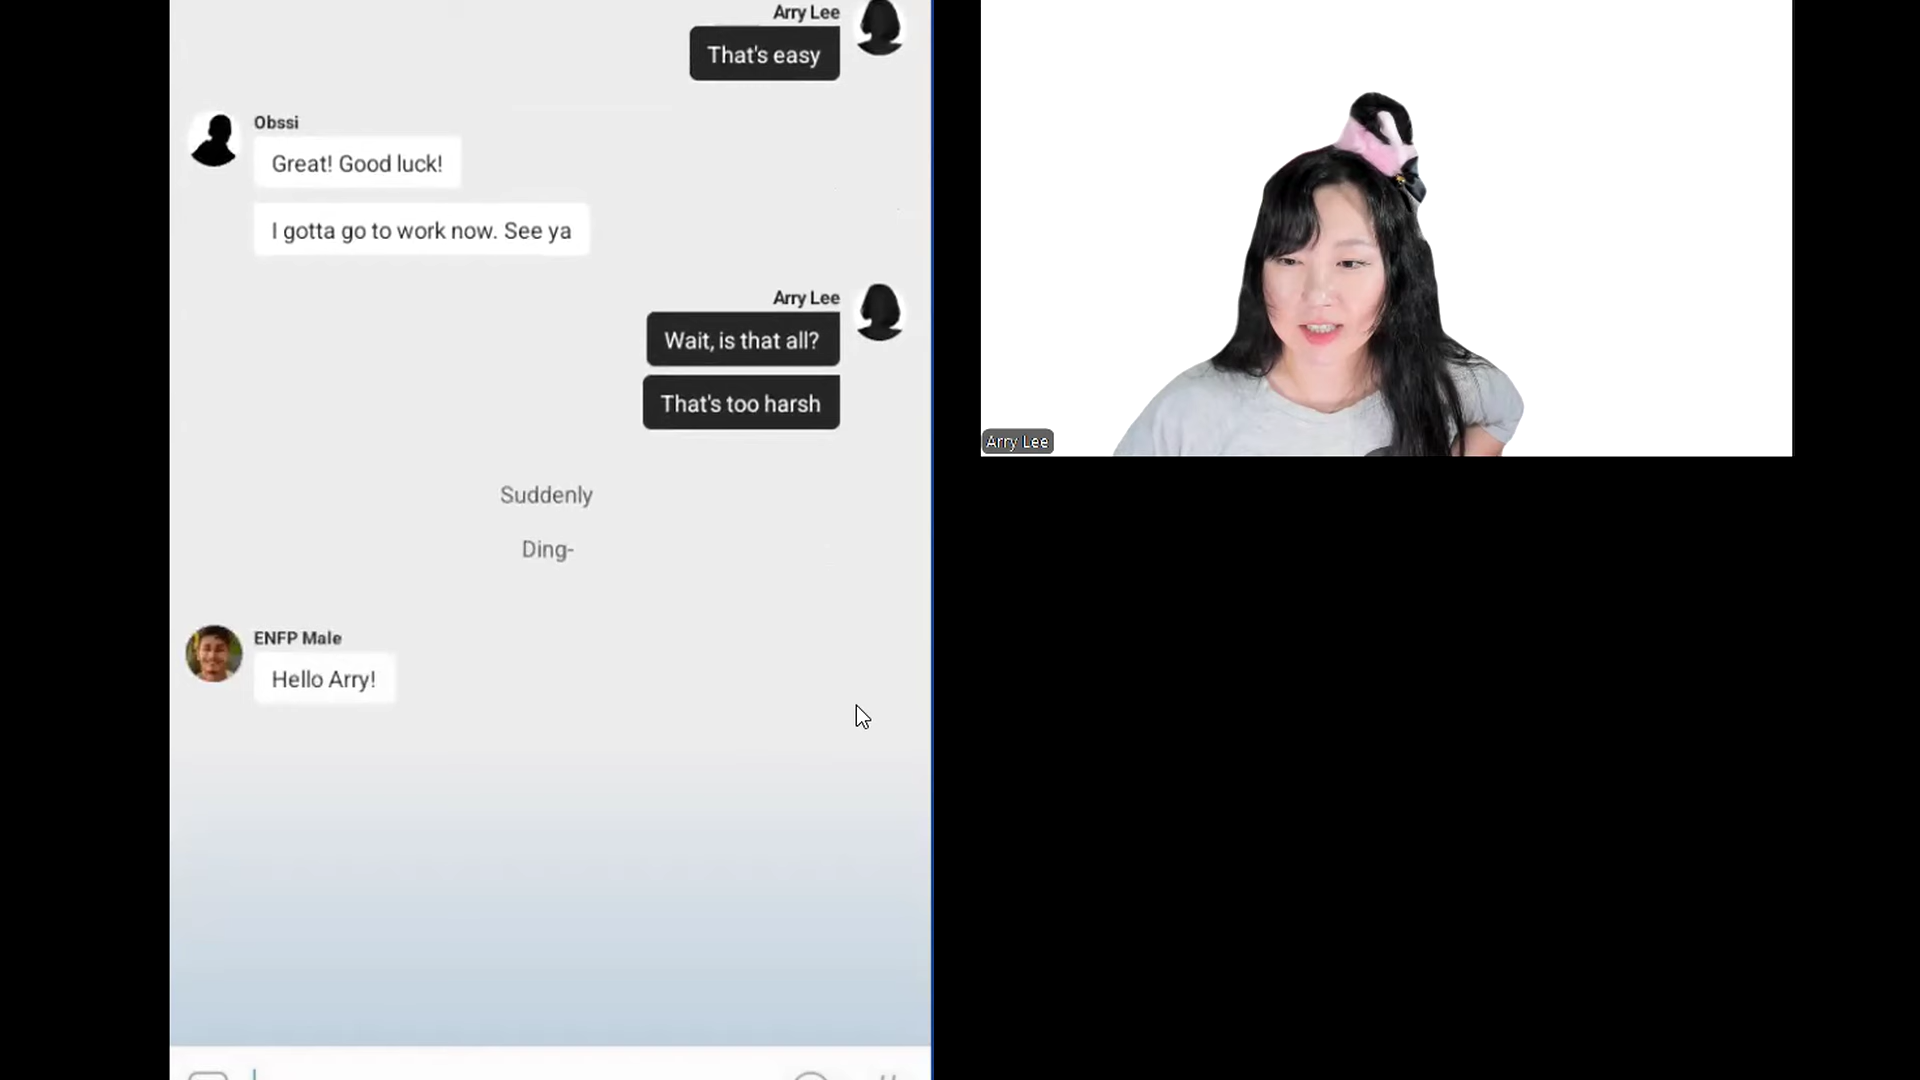 Arry Lee
That's easy
Obssi
Great! Good luck!
I gotta go to work now. See ya
Arry Lee
Wait, is that all?
That's too harsh
Suddenly
Ding-
ENFP Male
Hello Arry!
Arry Lee